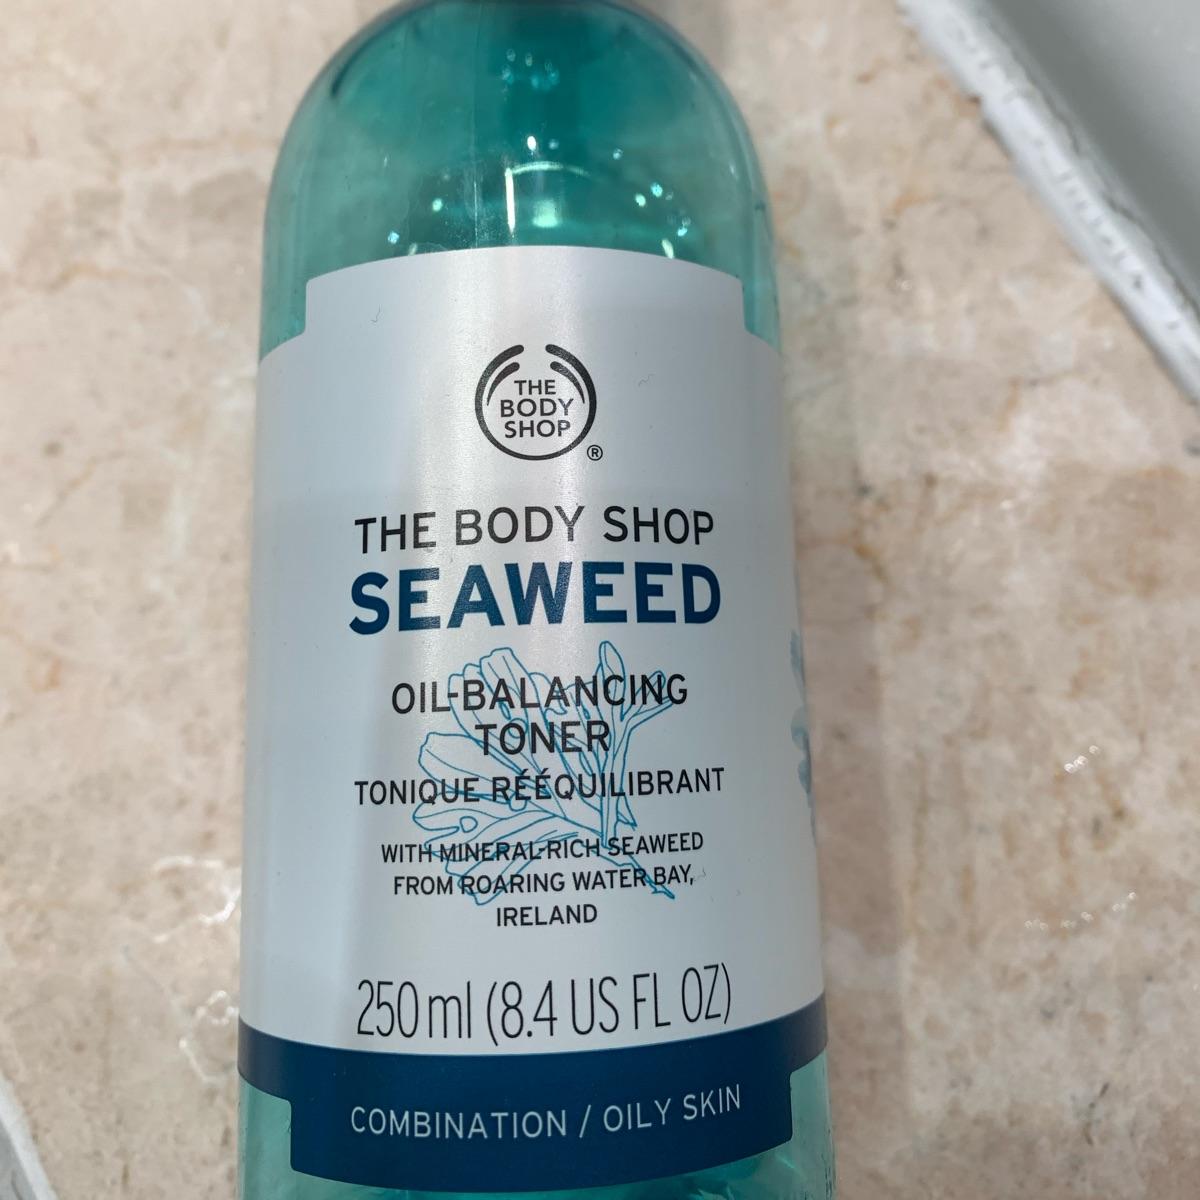 THE
BODY
SHOP
®
THE BODY SHOP
SEAWEED
OIL-BALANCING
TONER
TONIQUE RÉÉQUILIBRANT
WITH MINERAL-RICH SEAWEED
FROM ROARING WATER BAY,
IRELAND
250 ml (8.4 US FL OZ)
COMBINATION / OILY SKIN